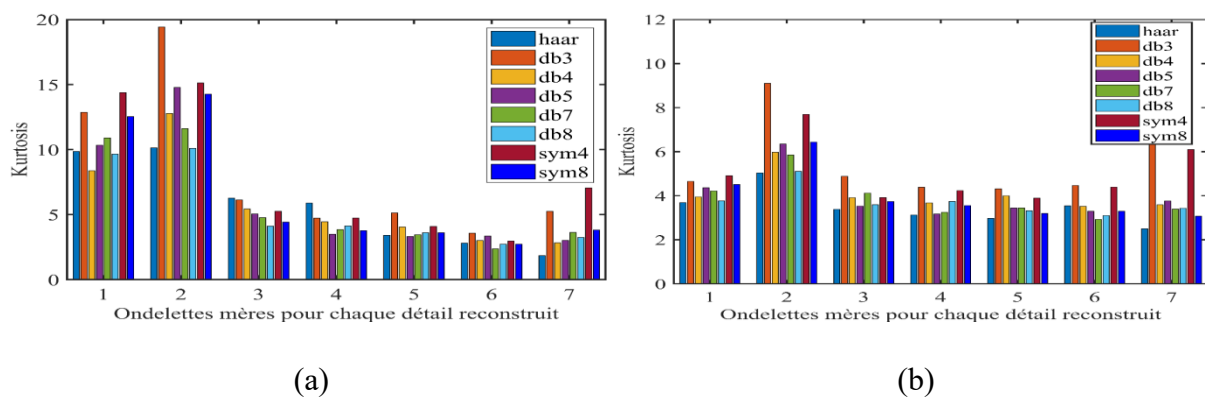 20
15
10
5
0
Kurtosis
haar
db3
db4
db5
db7
db8
sym4
sym8
1 2 3 4 5 6 7
Ondelettes mères pour chaque détail reconstruit
(a)
12
10
8
6
4
2
0
Kurtosis
haar
db3
db4
db5
db7
db8
sym4
sym8
1 2 3 4 5 6 7
Ondelettes mères pour chaque détail reconstruit
(b)